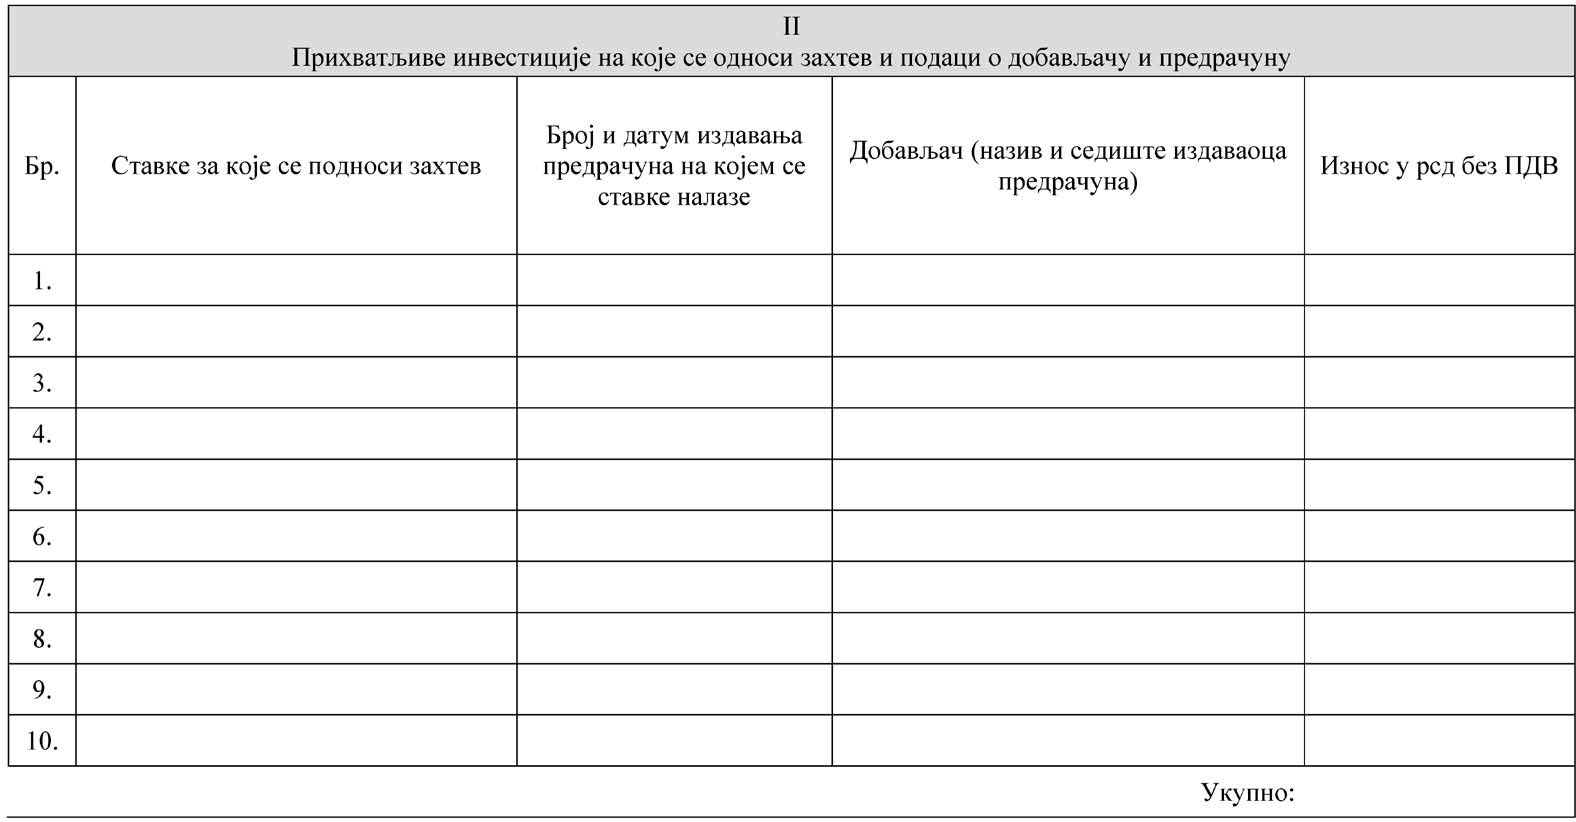 II
Прихватљиве инвестиције на које се односи захтев и подаци о добављачу и предрачуну
Бр.
Ставке за које се подноси захтев
Број и датум издавања
предрачуна на којем се
ставке налазе
Добављач (назив и седиште издаваоца
предрачуна)
Износ у рсд без ПДВ
1.
2.
3.
4.
5.
6.
7.
8.
9.
10.
Укупно: